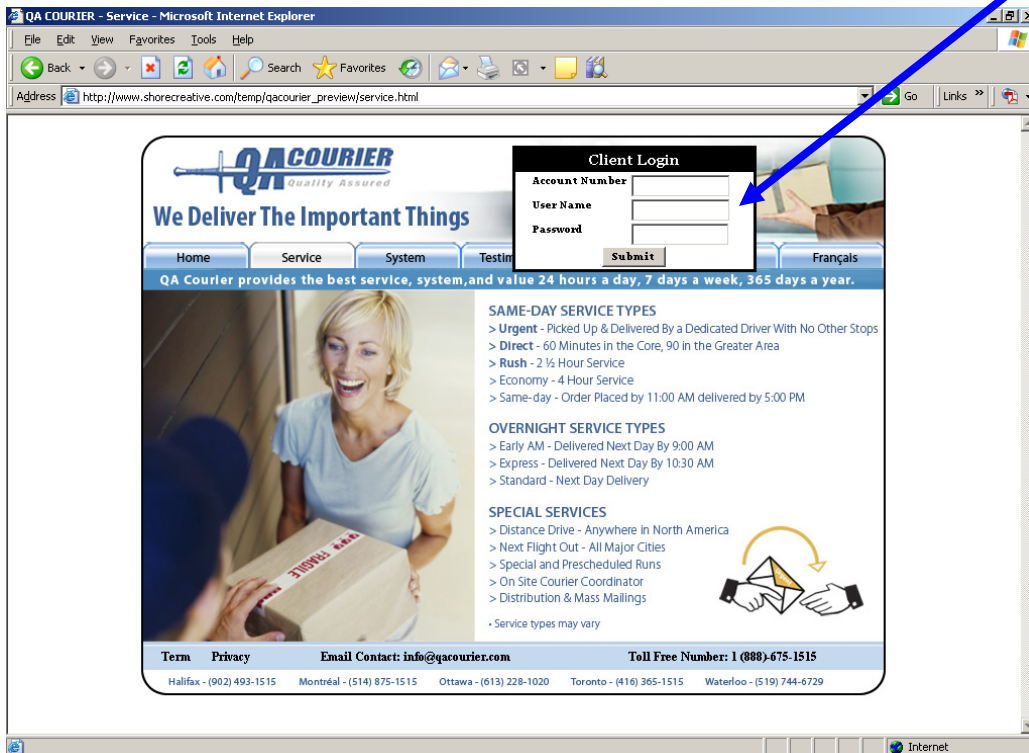 QA COURIER - Service - Microsoft Internet Explorer
File Edit View Favorites Tools Help
Back Search Favorites
Address http://www.shorecreative.com/temp/qacourier_preview/service.html Go Links »
QA COURIER
Quality Assured
We Deliver The Important Things
Client Login
Account Number
User Name
Password
Submit
Home Service System Testim Français
QA Courier provides the best service, system,and value 24 hours a day, 7 days a week, 365 days a year.
SAME-DAY SERVICE TYPES
> Urgent - Picked Up & Delivered By a Dedicated Driver With No Other Stops
> Direct - 60 Minutes in the Core, 90 in the Greater Area
> Rush - 2 ½ Hour Service
> Economy - 4 Hour Service
> Same-day - Order Placed by 11:00 AM delivered by 5:00 PM
OVERNIGHT SERVICE TYPES
> Early AM - Delivered Next Day By 9:00 AM
> Express - Delivered Next Day By 10:30 AM
> Standard - Next Day Delivery
SPECIAL SERVICES
> Distance Drive - Anywhere in North America
> Next Flight Out - All Major Cities
> Special and Prescheduled Runs
> On Site Courier Coordinator
> Distribution & Mass Mailings
• Service types may vary
FRAGILE
Term Privacy Email Contact: info@qacourier.com Toll Free Number: 1 (888)-675-1515
Halifax - (902) 493-1515 Montréal - (514) 875-1515 Ottawa - (613) 228-1020 Toronto - (416) 365-1515 Waterloo - (519) 744-6729
Internet